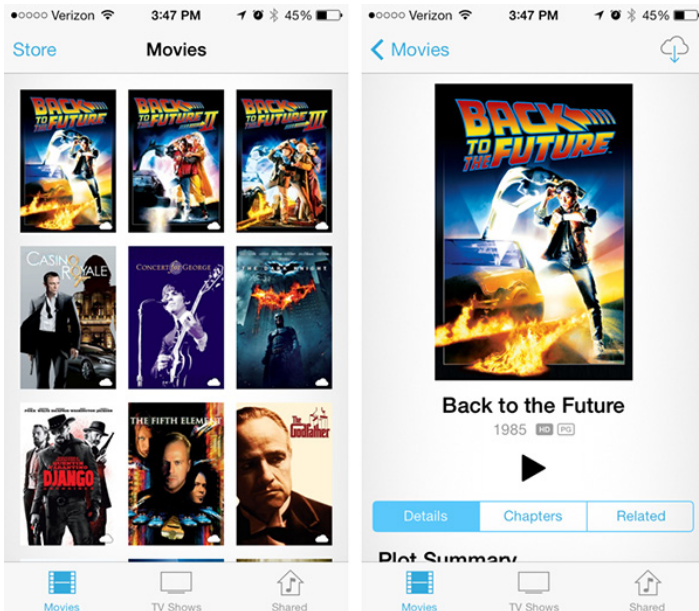 Verizon 3:47 PM 45%
Store Movies
BACK TO THE FUTURE
BACK TO THE FUTURE II
BACK TO THE FUTURE III
CASINO ROYALE
CONCERT FOR GEORGE
THE DARK KNIGHT
DJANGO
THE FIFTH ELEMENT
The Godfather
Movies TV Shows Shared
Verizon 3:47 PM 45%
Movies
BACK
TO THE FUTURE
Back to the Future
1985 HD PG
Details Chapters Related
Plot Summary
Movies TV Shows Shared